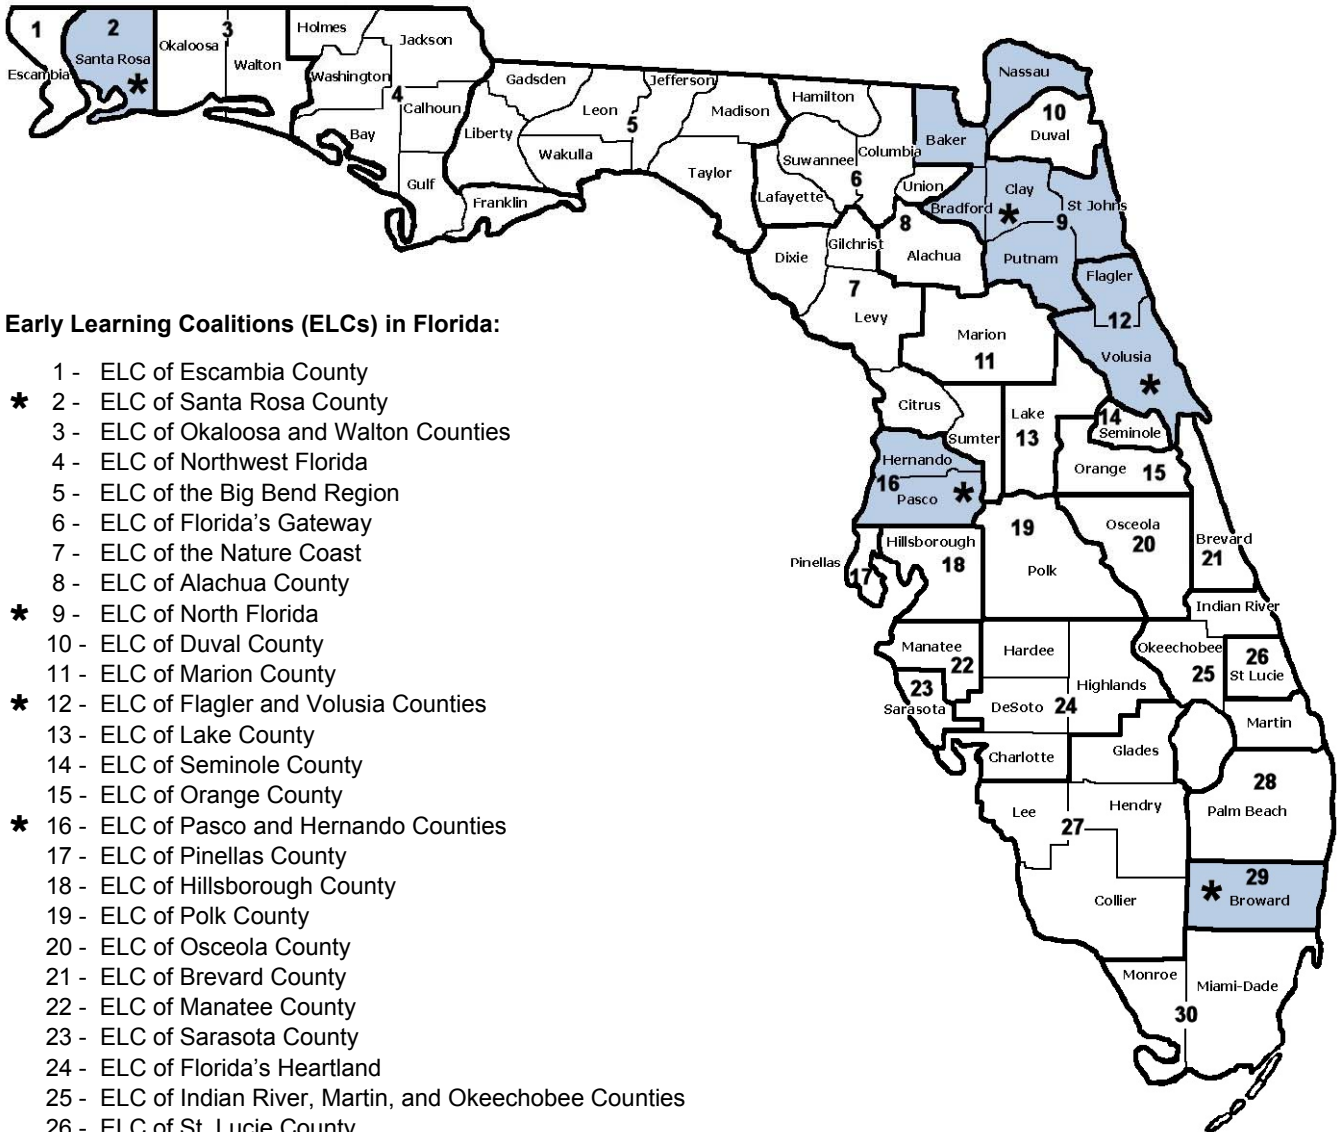 1
2
3
Holmes
Jackson
Okaloosa
Santa Rosa
Walton
Escambia
*
Washington
4
Calhoun
Bay
Gulf
Gadsden
Jefferson
Leon
5
Madison
Liberty
Wakulla
Taylor
Franklin
Hamilton
Suwannee
Columbia
6
Lafayette
Baker
Nassau
10
Duval
Union
Bradford
Clay
*
St Johns
9
8
Alachua
Putnam
Gilchrist
Dixie
7
Levy
Flagler
12
Volusia
*
Marion
11
Citrus
Sumter
Lake
13
14
Seminole
Orange 15
Hernando
16
Pasco
*
Pinellas
17
Hillsborough
18
19
Polk
Osceola
20
Brevard
21
Indian River
Manatee
22
Hardee
Okeechobee
25
26
St Lucie
23
Sarasota
DeSoto 24
Highlands
Martin
Charlotte
Glades
28
Palm Beach
Lee
Hendry
27
Collier
* 29
Broward
Monroe
Miami-Dade
30
Early Learning Coalitions (ELCs) in Florida:
1 - ELC of Escambia County
* 2 - ELC of Santa Rosa County
3 - ELC of Okaloosa and Walton Counties
4 - ELC of Northwest Florida
5 - ELC of the Big Bend Region
6 - ELC of Florida's Gateway
7 - ELC of the Nature Coast
8 - ELC of Alachua County
* 9 - ELC of North Florida
10 - ELC of Duval County
11 - ELC of Marion County
* 12 - ELC of Flagler and Volusia Counties
13 - ELC of Lake County
14 - ELC of Seminole County
15 - ELC of Orange County
* 16 - ELC of Pasco and Hernando Counties
17 - ELC of Pinellas County
18 - ELC of Hillsborough County
19 - ELC of Polk County
20 - ELC of Osceola County
21 - ELC of Brevard County
22 - ELC of Manatee County
23 - ELC of Sarasota County
24 - ELC of Florida's Heartland
25 - ELC of Indian River, Martin, and Okeechobee Counties
26 - ELC of St. Lucie County